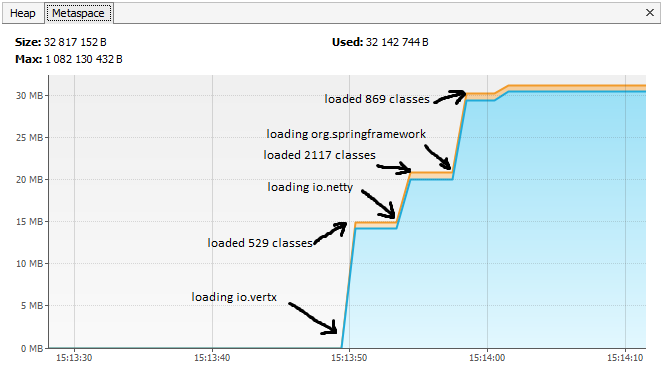 Heap Metaspace
Size: 32 817 152 B Used: 32 142 744 B
Max: 1 082 130 432 B
30 MB
25 MB
20 MB
15 MB
10 MB
5 MB
0 MB
loaded 869 classes
loading org.springframework
loaded 2117 classes
loading io.netty
loaded 529 classes
loading io.vertx
15:13:30 15:13:40 15:13:50 15:14:00 15:14:10